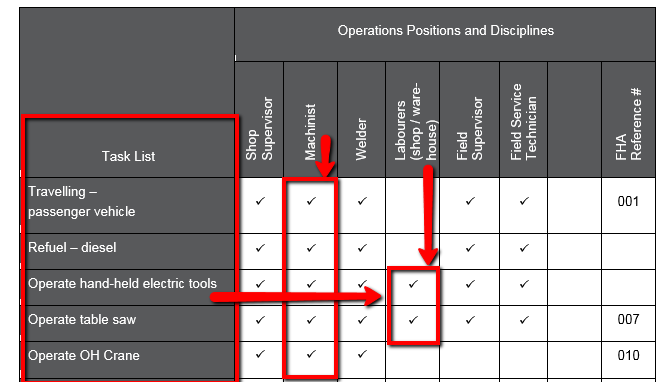 Operations Positions and Disciplines
Task List
Shop
Supervisor
Machinist
Welder
Labourers
(shop / ware-
house)
Field
Supervisor
Field Service
Technician
FHA
Reference #
Travelling –
passenger vehicle
✓ ✓ ✓ ✓ ✓ 001
Refuel – diesel
✓ ✓ ✓ ✓ ✓
Operate hand-held electric tools
✓ ✓ ✓ ✓ ✓ ✓
Operate table saw
✓ ✓ ✓ ✓ ✓ ✓ 007
Operate OH Crane
✓ ✓ ✓ 010